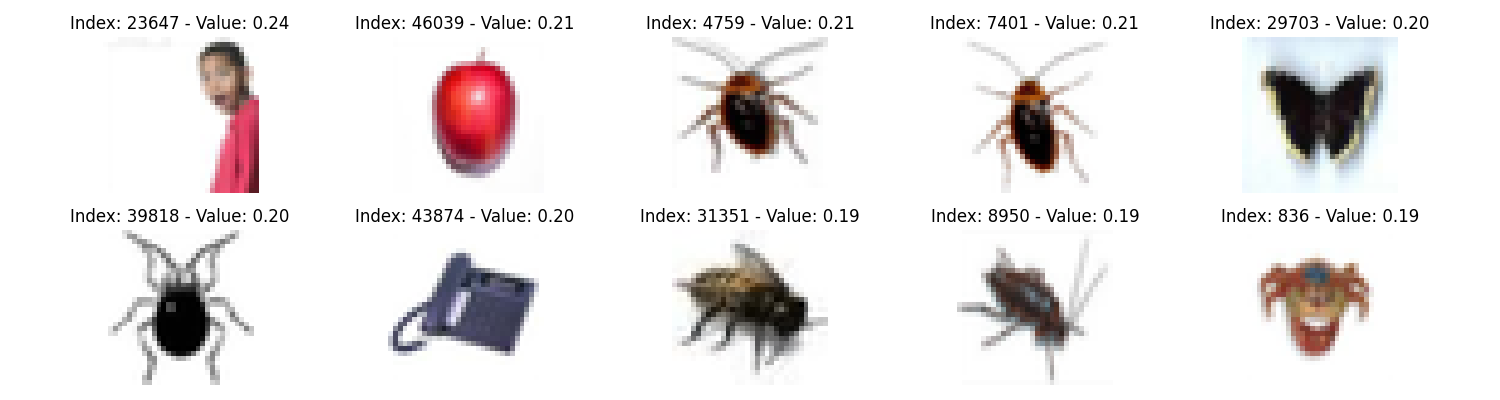 Index: 23647 - Value: 0.24
Index: 46039 - Value: 0.21
Index: 4759 - Value: 0.21
Index: 7401 - Value: 0.21
Index: 29703 - Value: 0.20
Index: 39818 - Value: 0.20
Index: 43874 - Value: 0.20
Index: 31351 - Value: 0.19
Index: 8950 - Value: 0.19
Index: 836 - Value: 0.19